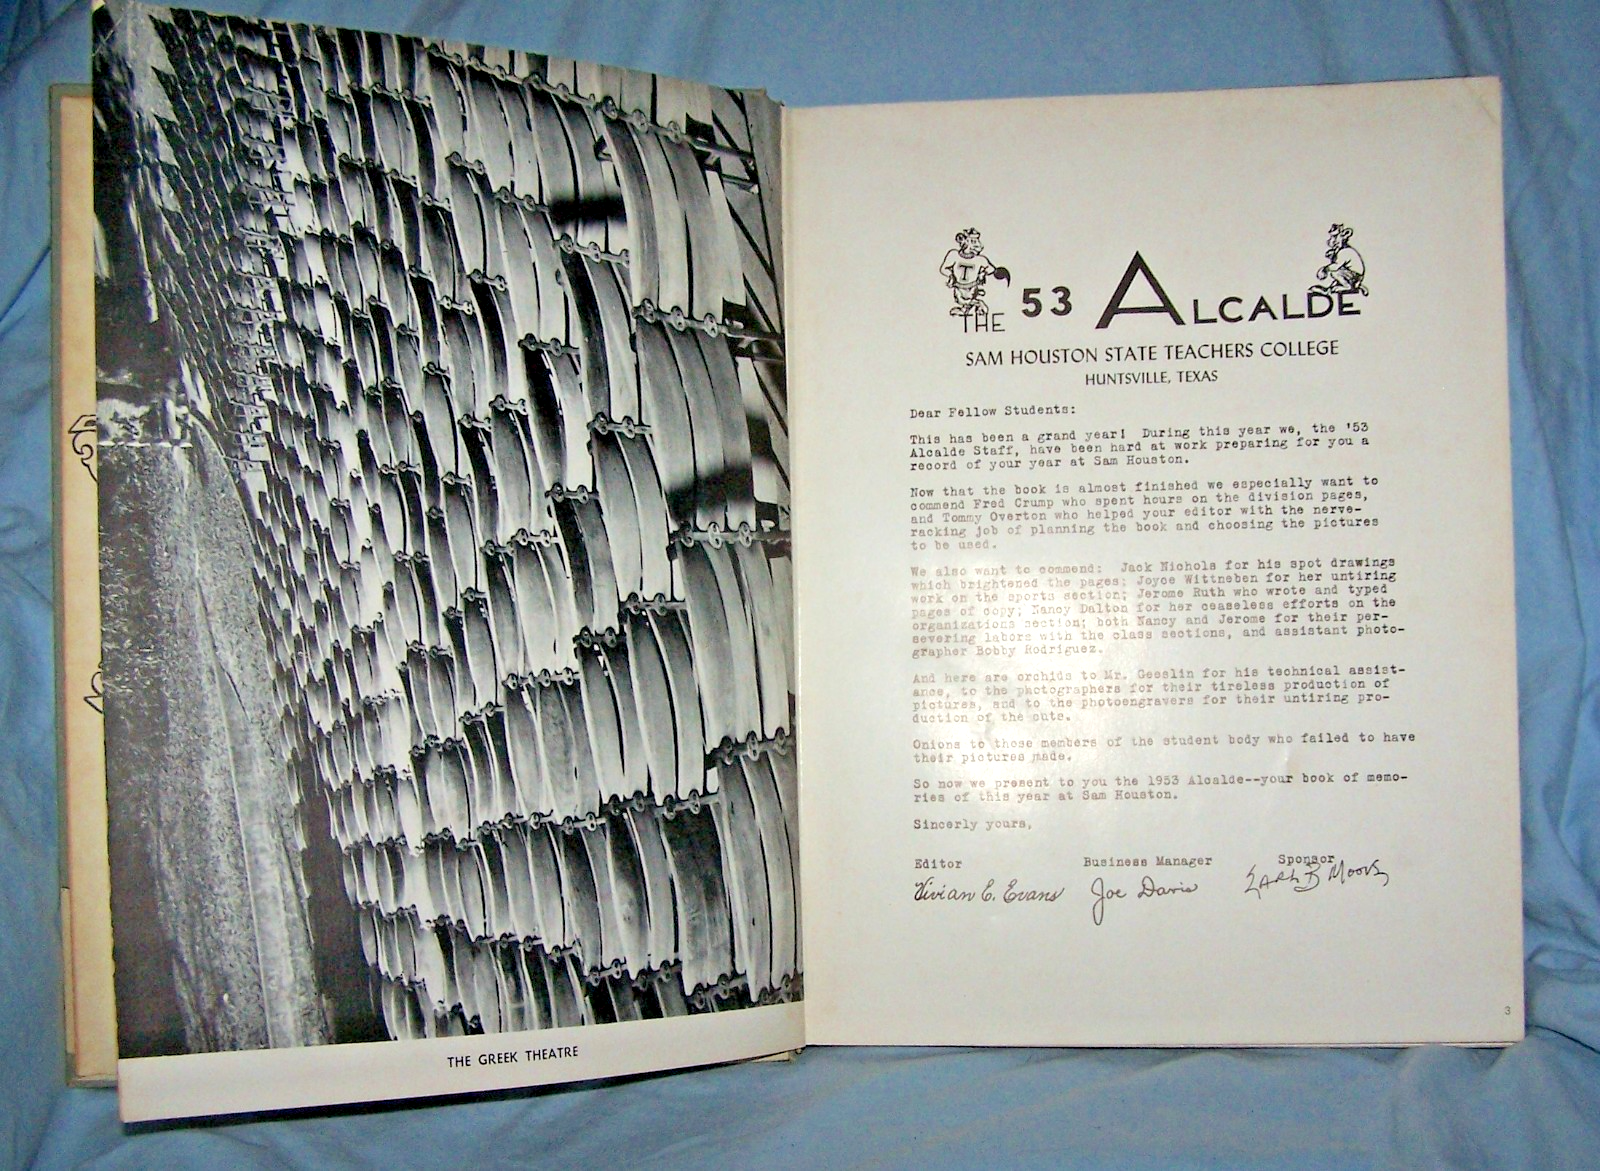 THE GREEK THEATRE
T
THE 53 ALCALDE
SAM HOUSTON STATE TEACHERS COLLEGE
HUNTSVILLE, TEXAS
Dear Fellow Students:
This has been a grand year! During this year we, the '53
Alcalde Staff, have been hard at work preparing for you a
record of your year at Sam Houston.
Now that the book is almost finished we especially want to
commend Fred Crump who spent hours on the division pages,
and Tommy Overton who helped your editor with the nerve-
racking job of planning the book and choosing the pictures
to be used.
We also want to commend: Jack Nichols for his spot drawings
which brightened the pages; Joyce Wittneben for her untiring
work on the sports section; Jerome Ruth who wrote and typed
pages of copy; Nancy Dalton for her ceaseless efforts on the
organizations section; both Nancy and Jerome for their per-
severing labors with the class sections, and assistant photo-
grapher Bobby Rodriguez.
And here are orchids to Mr. Geeslin for his technical assist-
ance, to the photographers for their tireless production of
pictures, and to the photoengravers for their untiring pro-
duction of the cuts.
Onions to those members of the student body who failed to have
their pictures made.
So now we present to you the 1953 Alcalde--your book of memo-
ries of this year at Sam Houston.
Sincerly yours,
Editor Business Manager Sponsor
Vivian E. Evans Joe Davis Earl B Moody
3